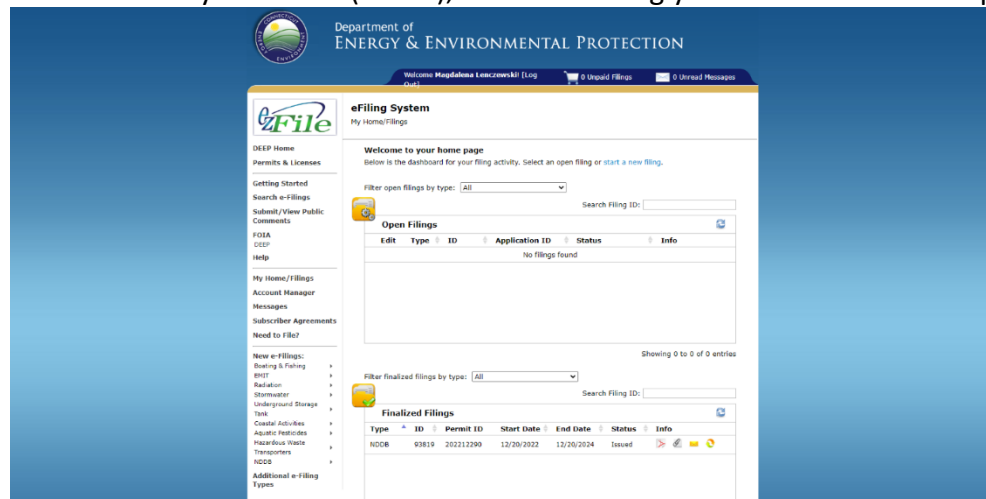 Department of
ENERGY & ENVIRONMENTAL PROTECTION
Welcome Magdalena Lenczewski! [Log Out]
0 Unpaid Filings
0 Unread Messages
ezFile
eFiling System
My Home/Filings
DEEP Home
Permits & Licenses
Getting Started
Search e-Filings
Submit/View Public
Comments
FOIA
DEEP
Help
My Home/Filings
Account Manager
Messages
Subscriber Agreements
Need to File?
New e-Filings:
Boating & Fishing
EMIT
Radiation
Stormwater
Underground Storage
Tank
Coastal Activities
Aquatic Pesticides
Hazardous Waste
Transporters
NDDB
Additional e-Filing
Types
Welcome to your home page
Below is the dashboard for your filing activity. Select an open filing or start a new filing.
Filter open filings by type: All
Search Filing ID:
Open Filings
Edit Type ID Application ID Status Info
No filings found
Showing 0 to 0 of 0 entries
Filter finalized filings by type: All
Search Filing ID:
Finalized Filings
Type ID Permit ID Start Date End Date Status Info
NDDB 93819 202212290 12/20/2022 12/20/2024 Issued